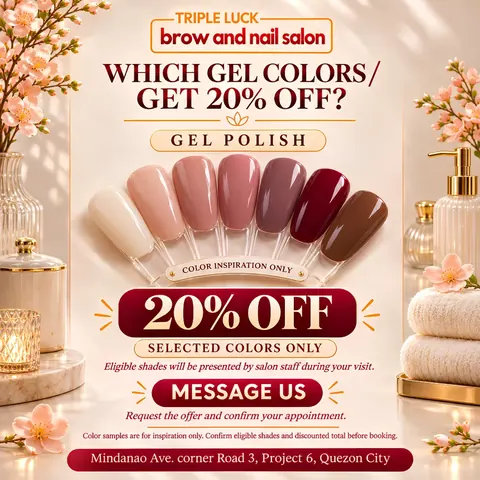 TRIPLE LUCK
brow and nail salon
WHICH GEL COLORS/
GET 20% OFF?
GEL POLISH
COLOR INSPIRATION ONLY
20% OFF
SELECTED COLORS ONLY
Eligible shades will be presented by salon staff during your visit.
MESSAGE US
Request the offer and confirm your appointment.
Color samples are for inspiration only. Confirm eligible shades and discounted total before booking.
Mindanao Ave. corner Road 3, Project 6, Quezon City